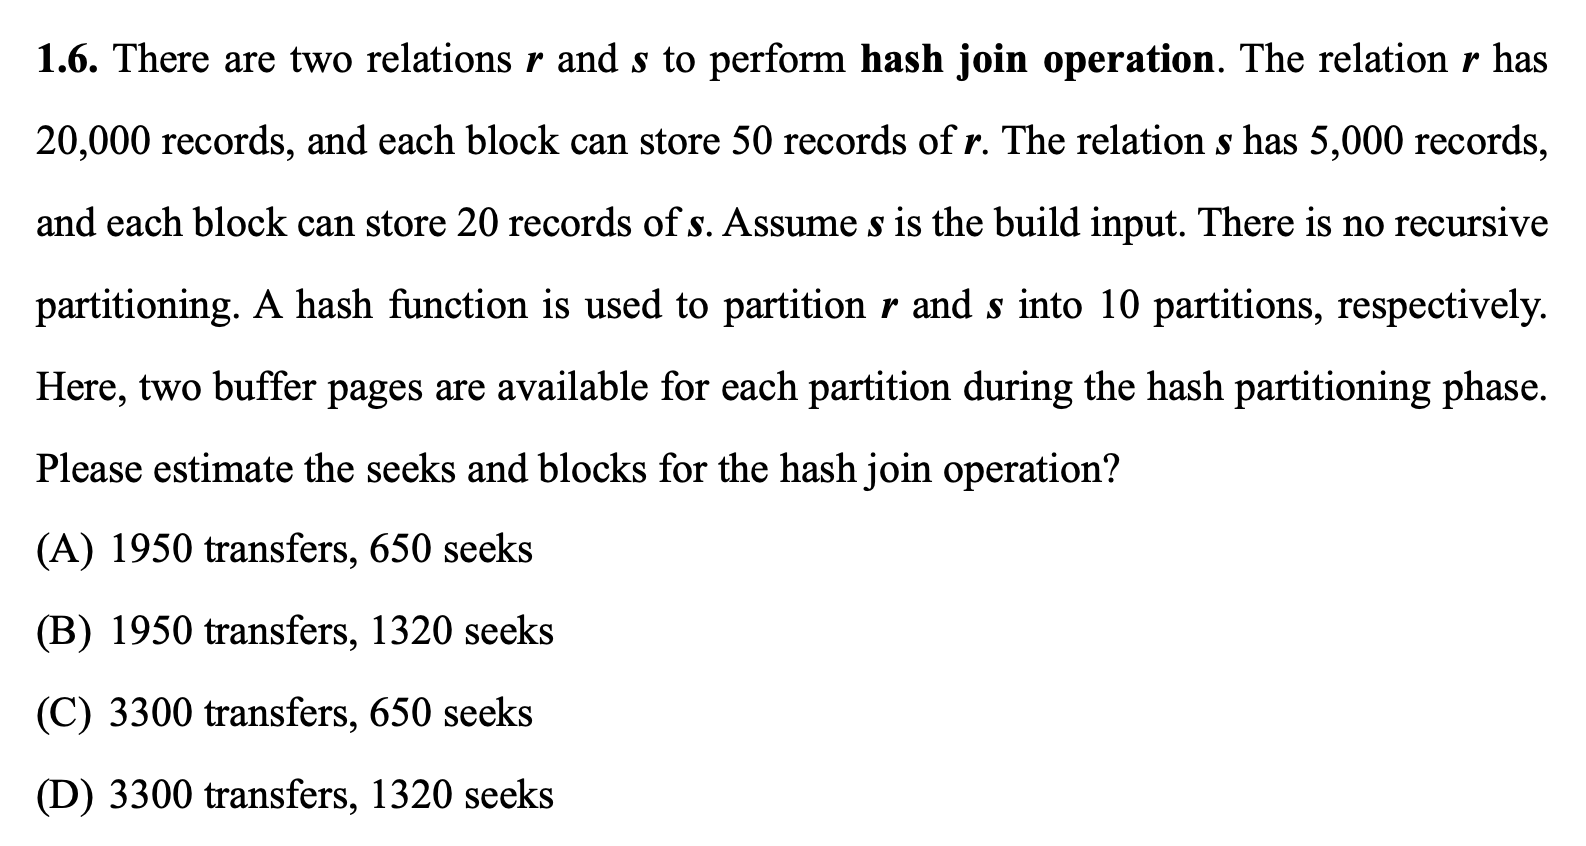 1.6. There are two relations r and s to perform hash join operation. The relation r has
20,000 records, and each block can store 50 records of r. The relation s has 5,000 records,
and each block can store 20 records of s. Assume s is the build input. There is no recursive
partitioning. A hash function is used to partition r and s into 10 partitions, respectively.
Here, two buffer pages are available for each partition during the hash partitioning phase.
Please estimate the seeks and blocks for the hash join operation?
(A) 1950 transfers, 650 seeks
(B) 1950 transfers, 1320 seeks
(C) 3300 transfers, 650 seeks
(D) 3300 transfers, 1320 seeks